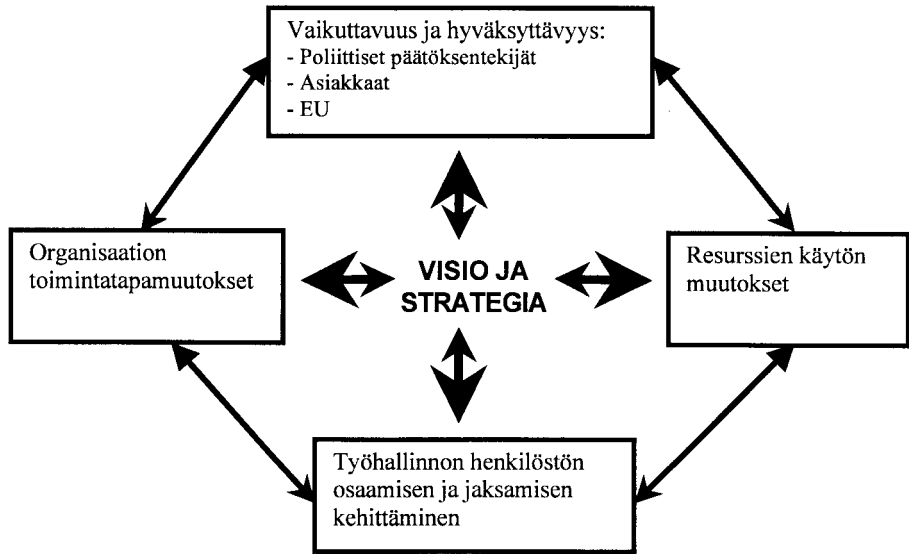 Vaikuttavuus ja hyväksyttävyys:
- Poliittiset päätöksentekijät
- Asiakkaat
- EU
Organisaation
toimintatapamuutokset
VISIO JA
STRATEGIA
Resurssien käytön
muutokset
Työhallinnon henkilöstön
osaamisen ja jaksamisen
kehittäminen